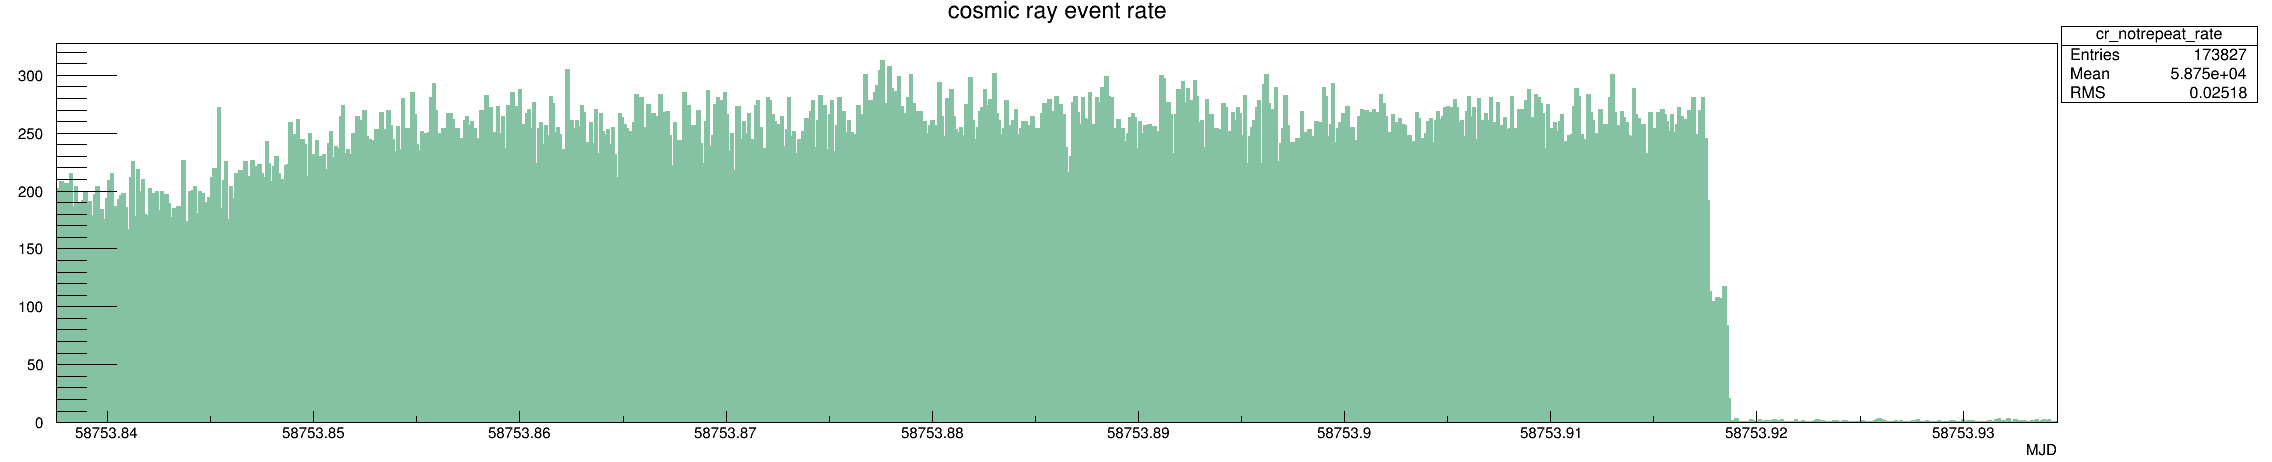 cosmic ray event rate
cr_notrepeat_rate
Entries 173827
Mean 5.875e+04
RMS 0.02518
300
250
200
150
100
50
0
58753.84 58753.85 58753.86 58753.87 58753.88 58753.89 58753.9 58753.91 58753.92 58753.93
MJD